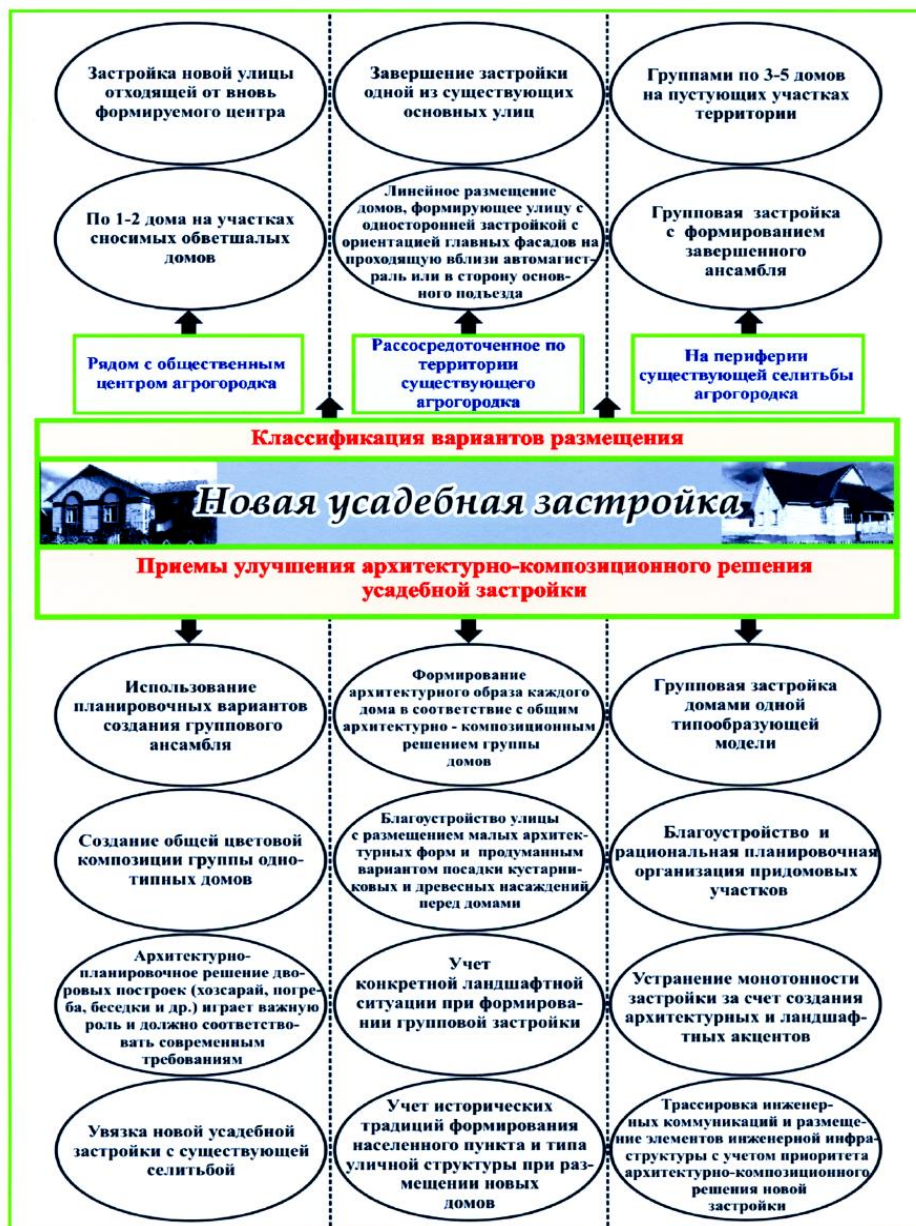 Застройка новой улицы
отходящей от вновь
формируемого центра
Завершение застройки
одной из существующих
основных улиц
Группами по 3-5 домов
на пустующих участках
территории
По 1-2 дома на участках
сносимых обветшалых
домов
Линейное размещение
домов, формирующее улицу с
односторонней застройкой с
ориентацией главных фасадов на
проходящую вблизи автомагист-
раль или в сторону основ-
ного подъезда
Групповая застройка
с формированием
завершенного
ансамбля
Рядом с общественным
центром агрогородка
Рассосредоточенное по
территории
существующего
агрогородка
На периферии
существующей селитьбы
агрогородка
Классификация вариантов размещения
Новая усадебная застройка
Приемы улучшения архитектурно-композиционного решения
усадебной застройки
Использование
планировочных вариантов
создания группового
ансамбля
Формирование
архитектурного образа каждого
дома в соответствие с общим
архитектурно - композиционным
решением группы
домов
Групповая застройка
домами одной
типообразующей
модели
Создание общей цветовой
композиции группы одно-
типных домов
Благоустройство улицы
с размещением малых архитек-
турных форм и продуманным
вариантом посадки кустарни-
ковых и древесных насаждений
перед домами
Благоустройство и
рациональная планировочная
организация придомовых
участков
Архитектурно-
планировочное решение дво-
ровых построек (хозсарай, погре-
ба, беседки и др.) играет важную
роль и должно соответство-
вать современным
требованиям
Учет
конкретной ландшафтной
ситуации при формирова-
нии групповой застройки
Устранение монотонности
застройки за счет создания
архитектурных и ландшаф-
тных акцентов
Увязка новой усадебной
застройки с существующей
селитьбой
Учет исторических
традиций формирования
населенного пункта и типа
уличной структуры при раз-
мещении новых
домов
Трассировка инженер-
ных коммуникаций и размеще-
ние элементов инженерной инфра-
структуры с учетом приоритета
архитектурно-композиционного
решения новой
застройки